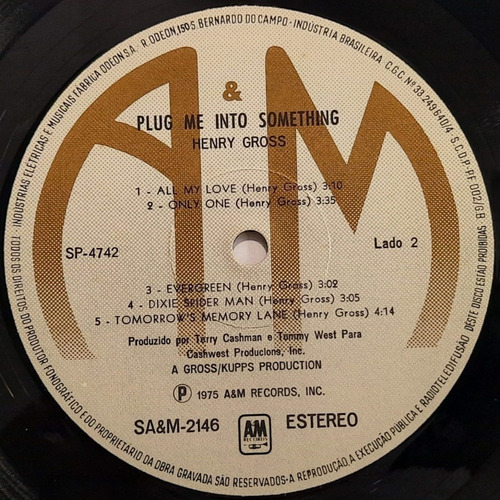 TODOS OS DIREITOS DO PRODUTOR FONOGRÁFICO E DO PROPRIETÁRIO DA OBRA GRAVADA SÃO RESERVADOS-A REPRODUÇÃO, A EXECUÇÃO PÚBLICA E RADIOTELEDIFUSÃO DESTE DISCO ESTÃO PROIBIDAS
INDUSTRIAS ELETRICAS E MUSICAIS FABRICA ODEON S.A. - R. ODEON, 150 S. BERNARDO DO CAMPO - INDÚSTRIA BRASILEIRA - C.G.C. Nº 33.249.640/4 - S.C.D.P.-PF 002/G B
A & M
PLUG ME INTO SOMETHING
HENRY GROSS
1 - ALL MY LOVE (Henry Gross) 3:10
2 - ONLY ONE (Henry Gross) 3:35
SP-4742
Lado 2
3 - EVERGREEN (Henry Gross) 3:02
4 - DIXIE SPIDER MAN (Henry Gross) 3:05
5 - TOMORROW'S MEMORY LANE (Henry Gross) 4:14
Produzido por Terry Cashman e Tommy West Para
Cashwest Producions, Inc.
A GROSS/KUPPS PRODUCTION
Ⓟ 1975 A&M RECORDS, INC.
SA&M-2146
AM
RECORDS
ESTEREO